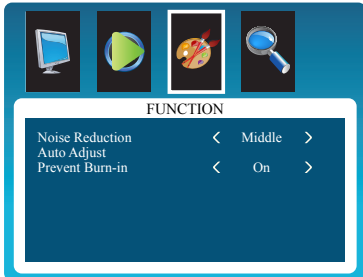 FUNCTION
Noise Reduction < Middle >
Auto Adjust
Prevent Burn-in < On >